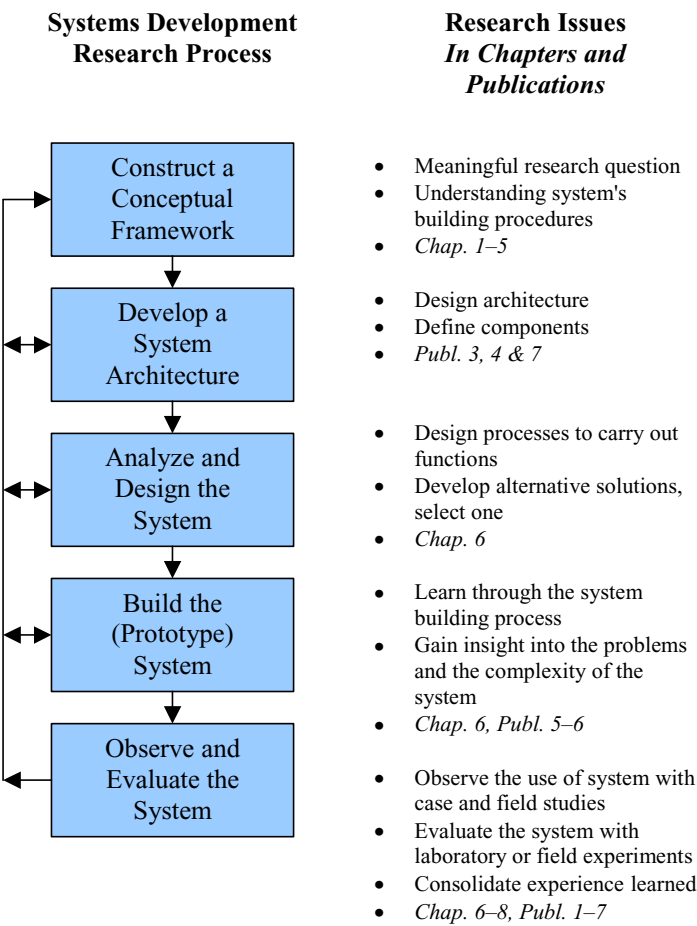 Systems Development
Research Process
Research Issues
In Chapters and
Publications
Construct a
Conceptual
Framework
• Meaningful research question
• Understanding system's
building procedures
• Chap. 1–5
Develop a
System
Architecture
• Design architecture
• Define components
• Publ. 3, 4 & 7
Analyze and
Design the
System
• Design processes to carry out
functions
• Develop alternative solutions,
select one
• Chap. 6
Build the
(Prototype)
System
• Learn through the system
building process
• Gain insight into the problems
and the complexity of the
system
• Chap. 6, Publ. 5–6
Observe and
Evaluate the
System
• Observe the use of system with
case and field studies
• Evaluate the system with
laboratory or field experiments
• Consolidate experience learned
• Chap. 6–8, Publ. 1–7